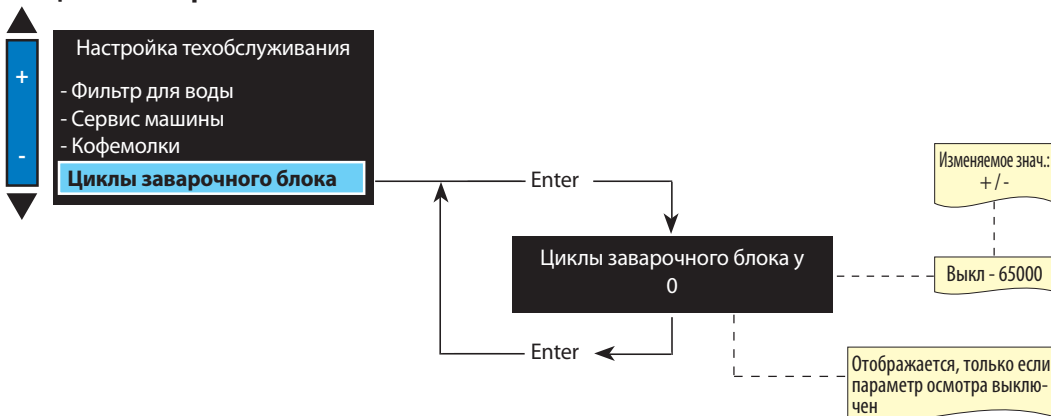 Настройка техобслуживания
+
- Фильтр для воды
- Сервис машины
- Кофемолки
-
Циклы заварочного блока
Enter
Изменяемое знач.:
+ / -
Циклы заварочного блока у
0
Выкл - 65000
Enter
Отображается, только если
параметр осмотра выклю-
чен